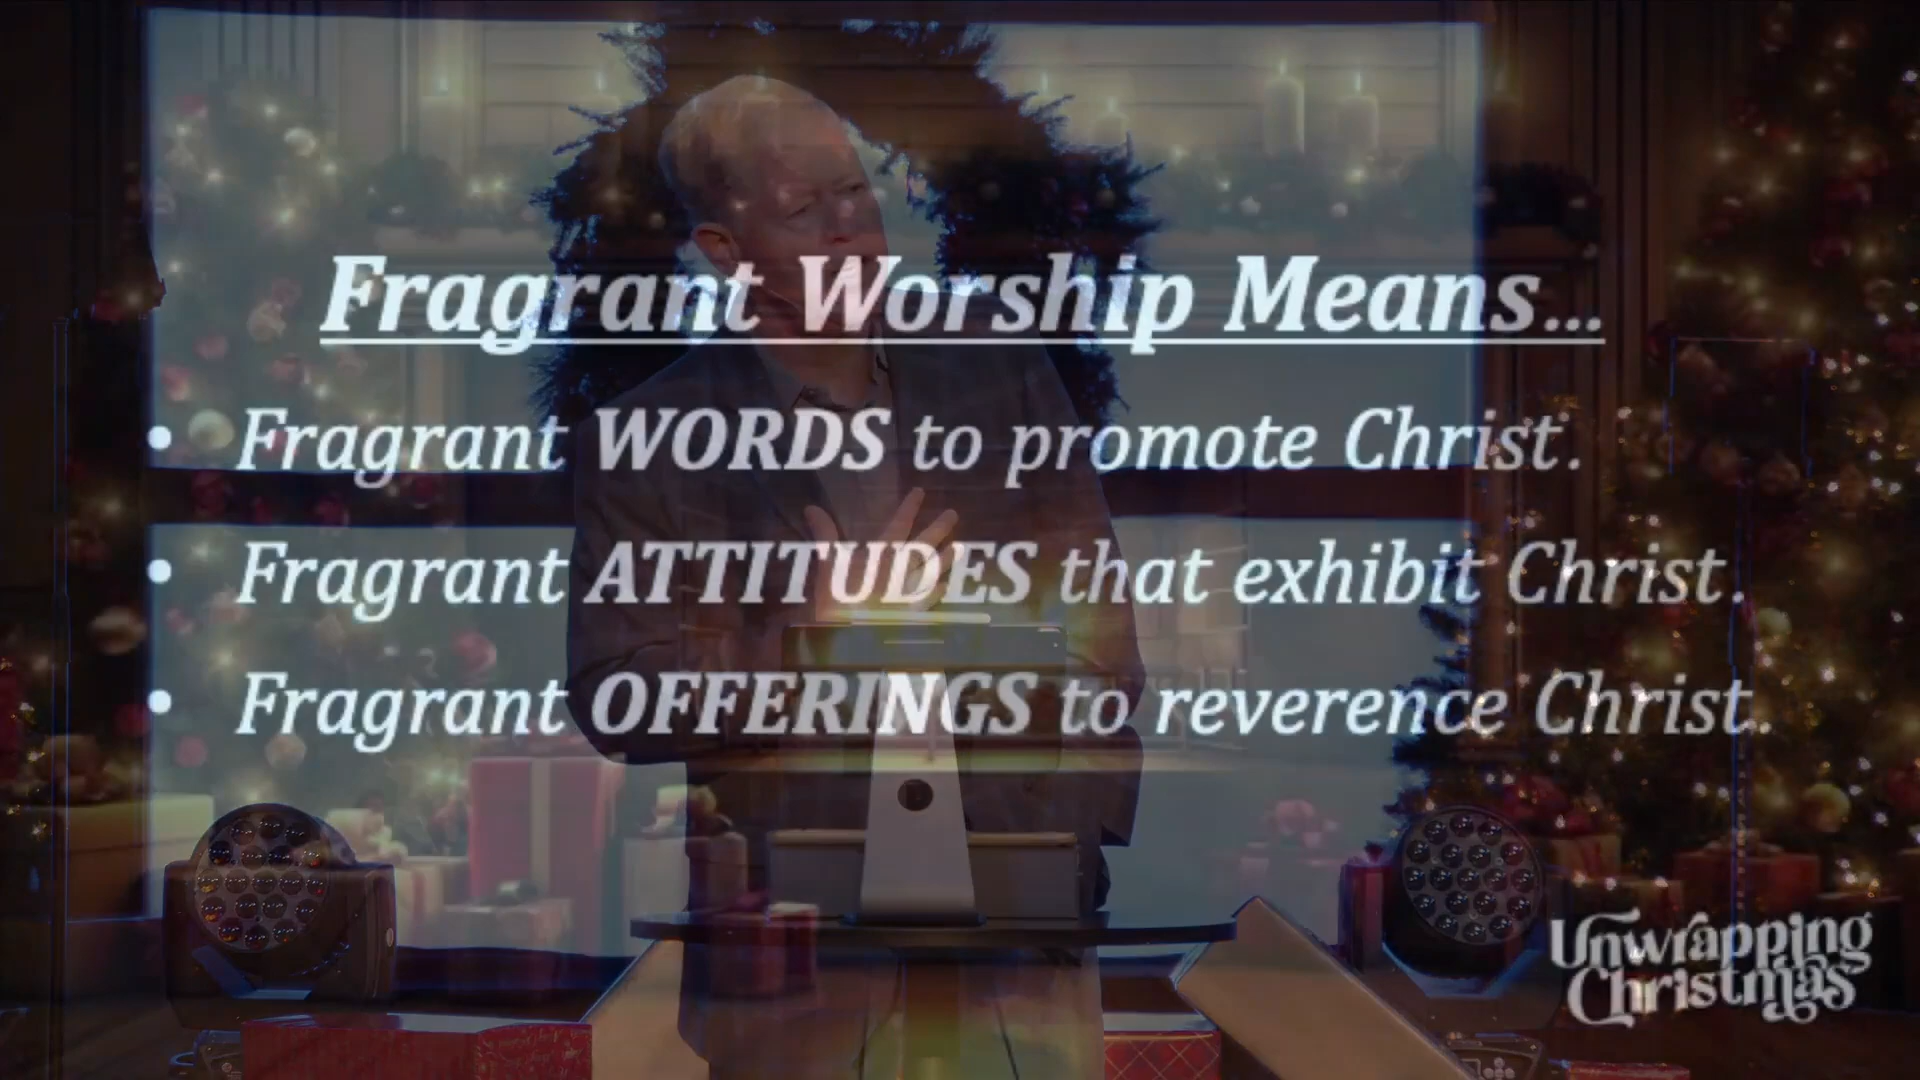 Fragrant Worship Means...
• Fragrant WORDS to promote Christ.
• Fragrant ATTITUDES that exhibit Christ.
• Fragrant OFFERINGS to reverence Christ.
Unwrapping
Christmas